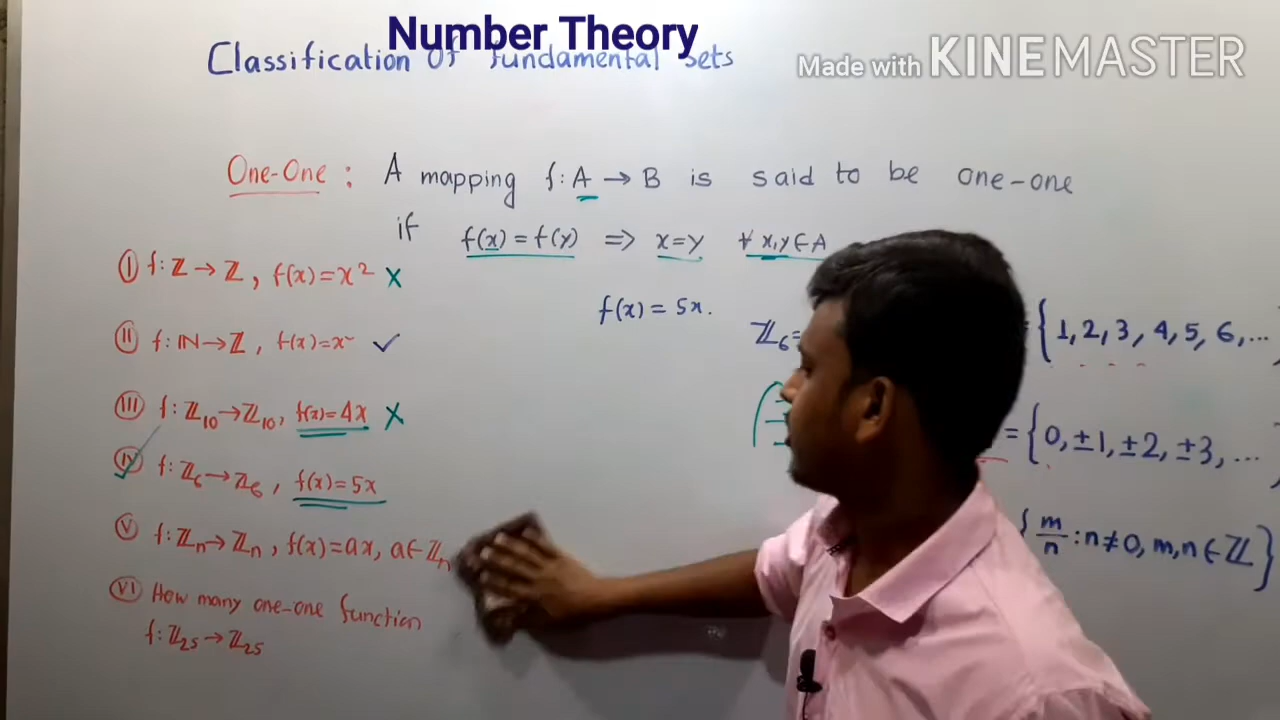 Number Theory
Classification of fundamental sets
Made with KINEMASTER
One-One : A mapping f: A → B is said to be one-one
if f(x) = f(y) ⇒ x=y ∀ x,y ∈ A
(I) f: ℤ → ℤ, f(x) = x² ×
f(x) = 5x.
(II) f: ℕ → ℤ, f(x) = x² ✓
ℤ₆ =
{1, 2, 3, 4, 5, 6, ...
(III) f: ℤ₁₀ → ℤ₁₀, f(x) = 4x ×
= {0, ±1, ±2, ±3, ...
(IV) f: ℤ₆ → ℤ₆, f(x) = 5x
(V) f: ℤₙ → ℤₙ, f(x) = ax, a ∈ ℤₙ
{ m/n : n ≠ 0, m, n ∈ ℤ }
(VI) How many one-one function
f: ℤ₂₅ → ℤ₂₅